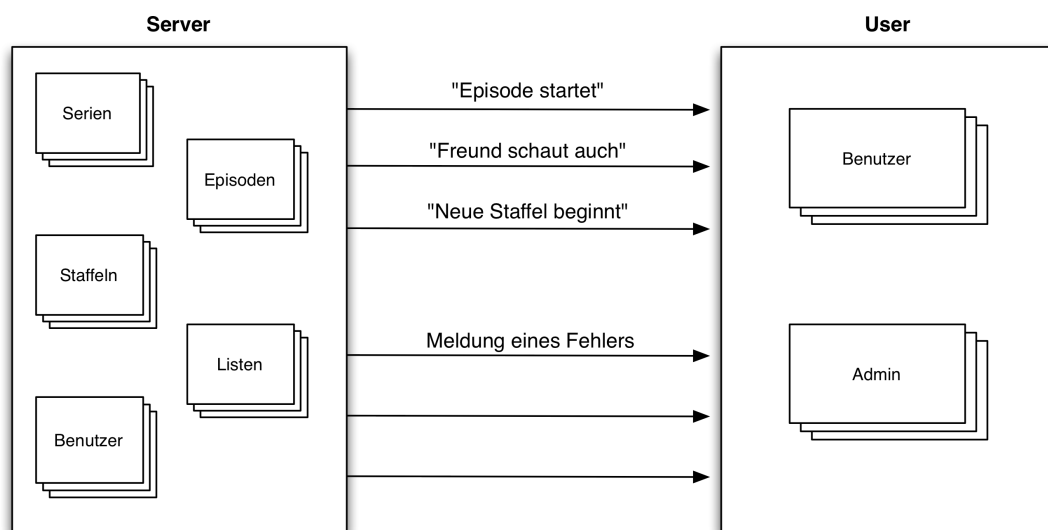 Server
User
Serien
Episoden
Staffeln
Listen
Benutzer
"Episode startet"
"Freund schaut auch"
"Neue Staffel beginnt"
Meldung eines Fehlers
Benutzer
Admin